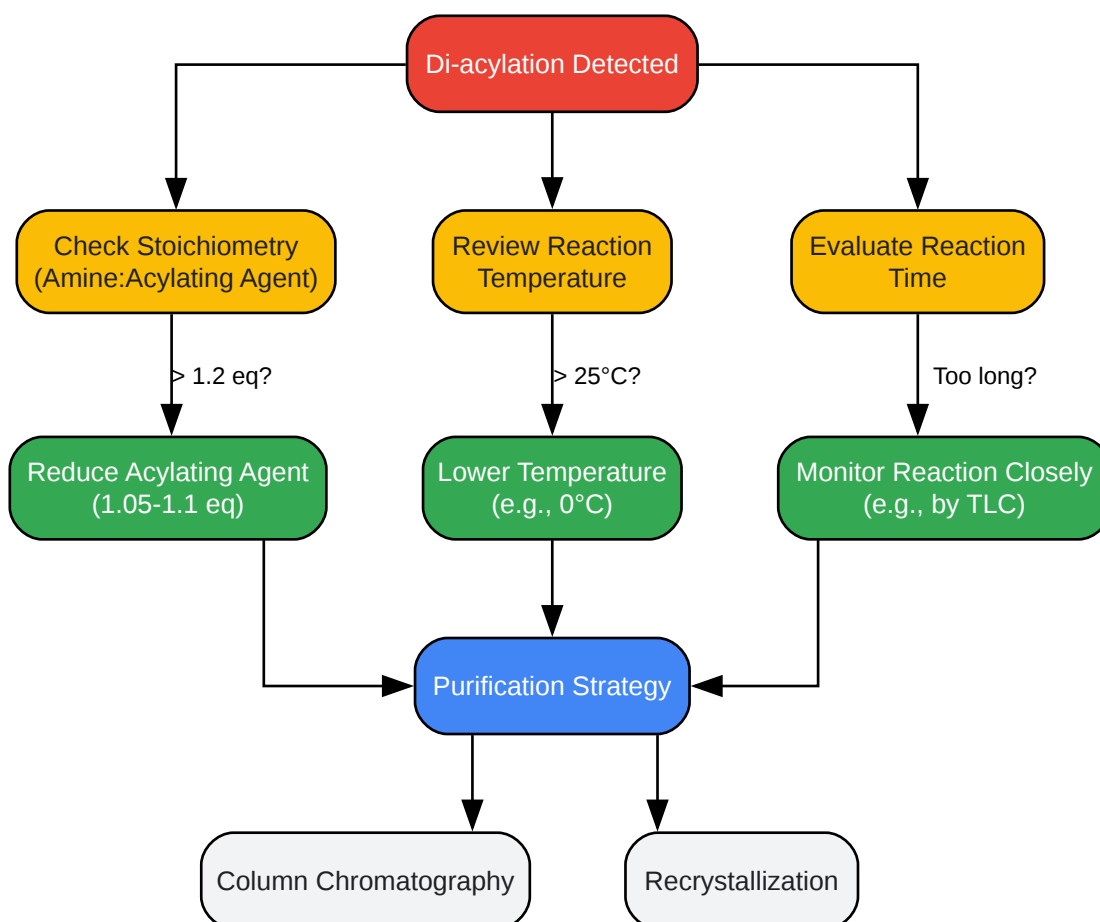 Di-acylation Detected
Check Stoichiometry
(Amine:Acylating Agent)
Review Reaction
Temperature
Evaluate Reaction
Time
> 1.2 eq?
> 25°C?
Too long?
Reduce Acylating Agent
(1.05-1.1 eq)
Lower Temperature
(e.g., 0°C)
Monitor Reaction Closely
(e.g., by TLC)
Purification Strategy
Column Chromatography
Recrystallization